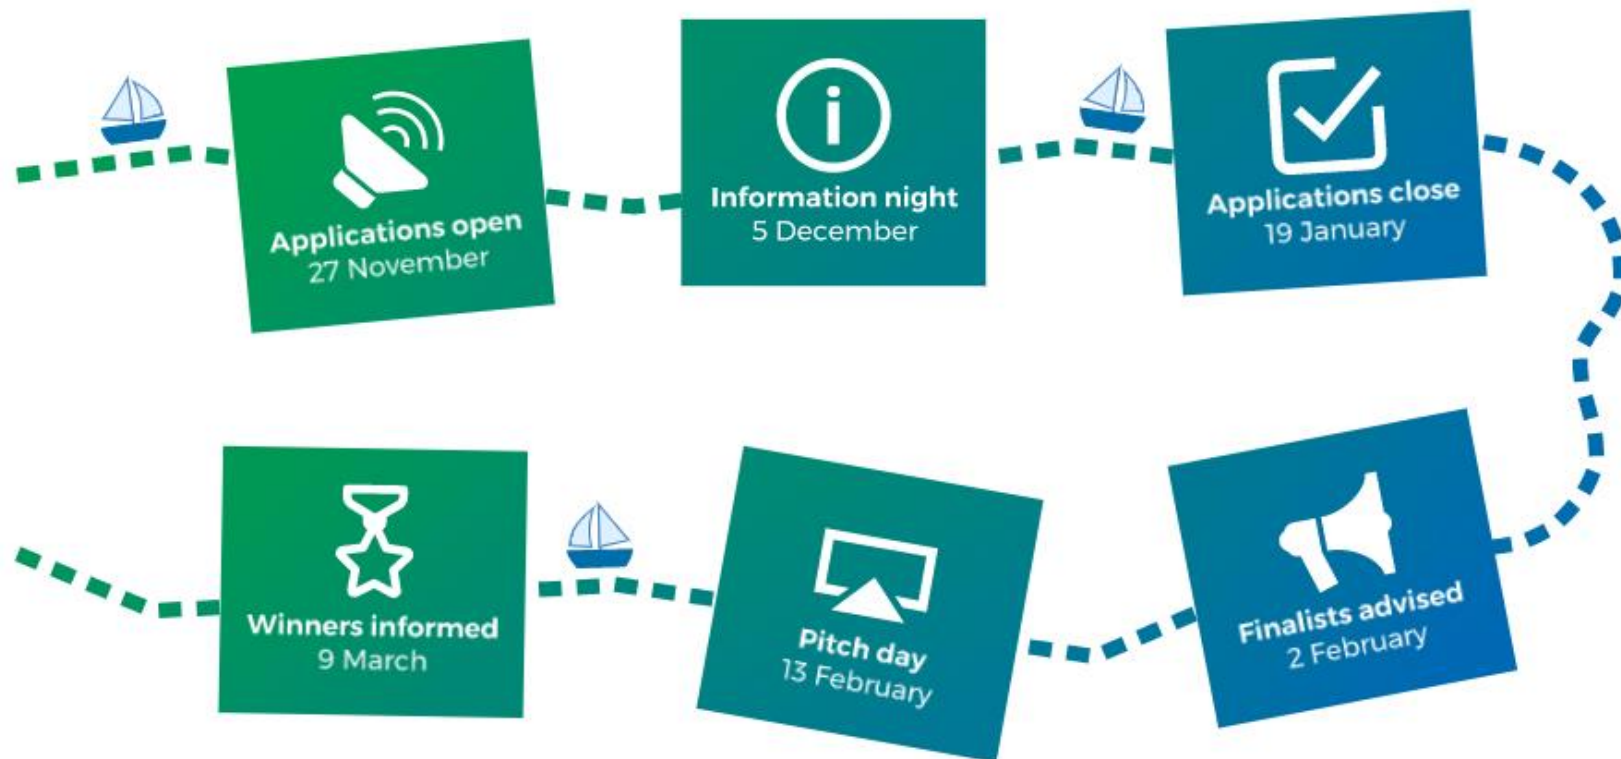 Applications open
27 November
Information night
5 December
Applications close
19 January
Finalists advised
2 February
Pitch day
13 February
Winners informed
9 March